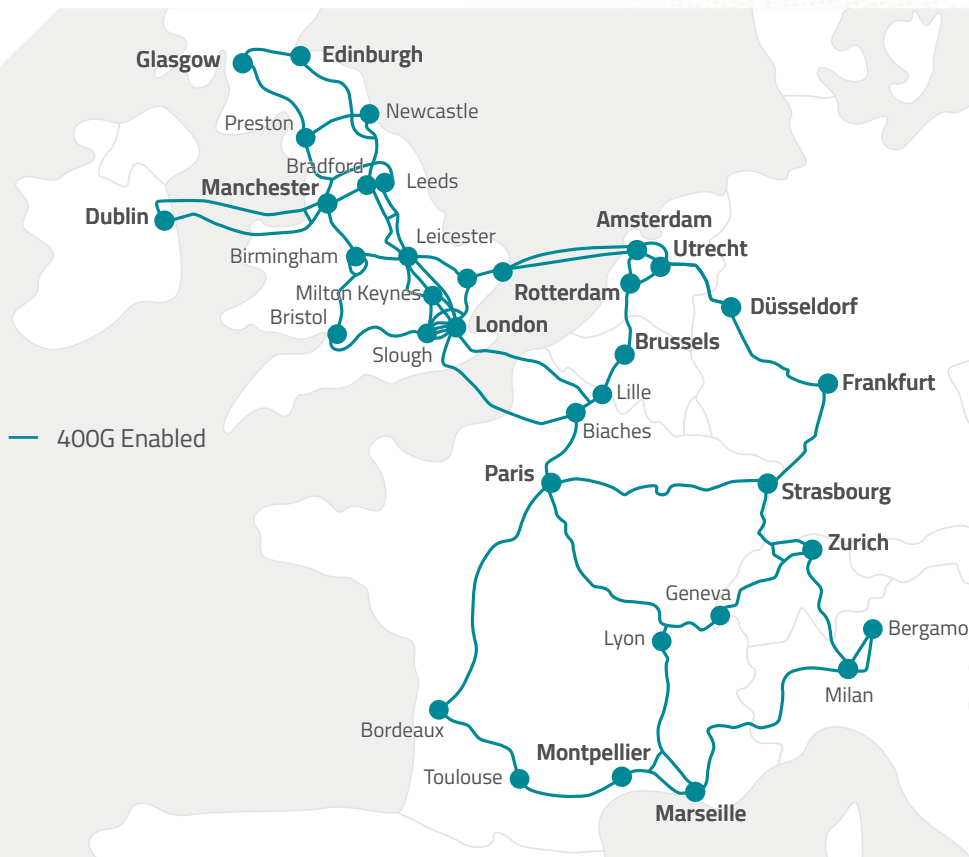 Glasgow
Edinburgh
Newcastle
Preston
Bradford
Manchester
Leeds
Dublin
Leicester
Amsterdam
Utrecht
Birmingham
Milton Keynes
Rotterdam
Bristol
London
Düsseldorf
Slough
Brussels
Lille
Frankfurt
Biaches
400G Enabled
Paris
Strasbourg
Zurich
Geneva
Lyon
Bergamo
Milan
Bordeaux
Montpellier
Toulouse
Marseille